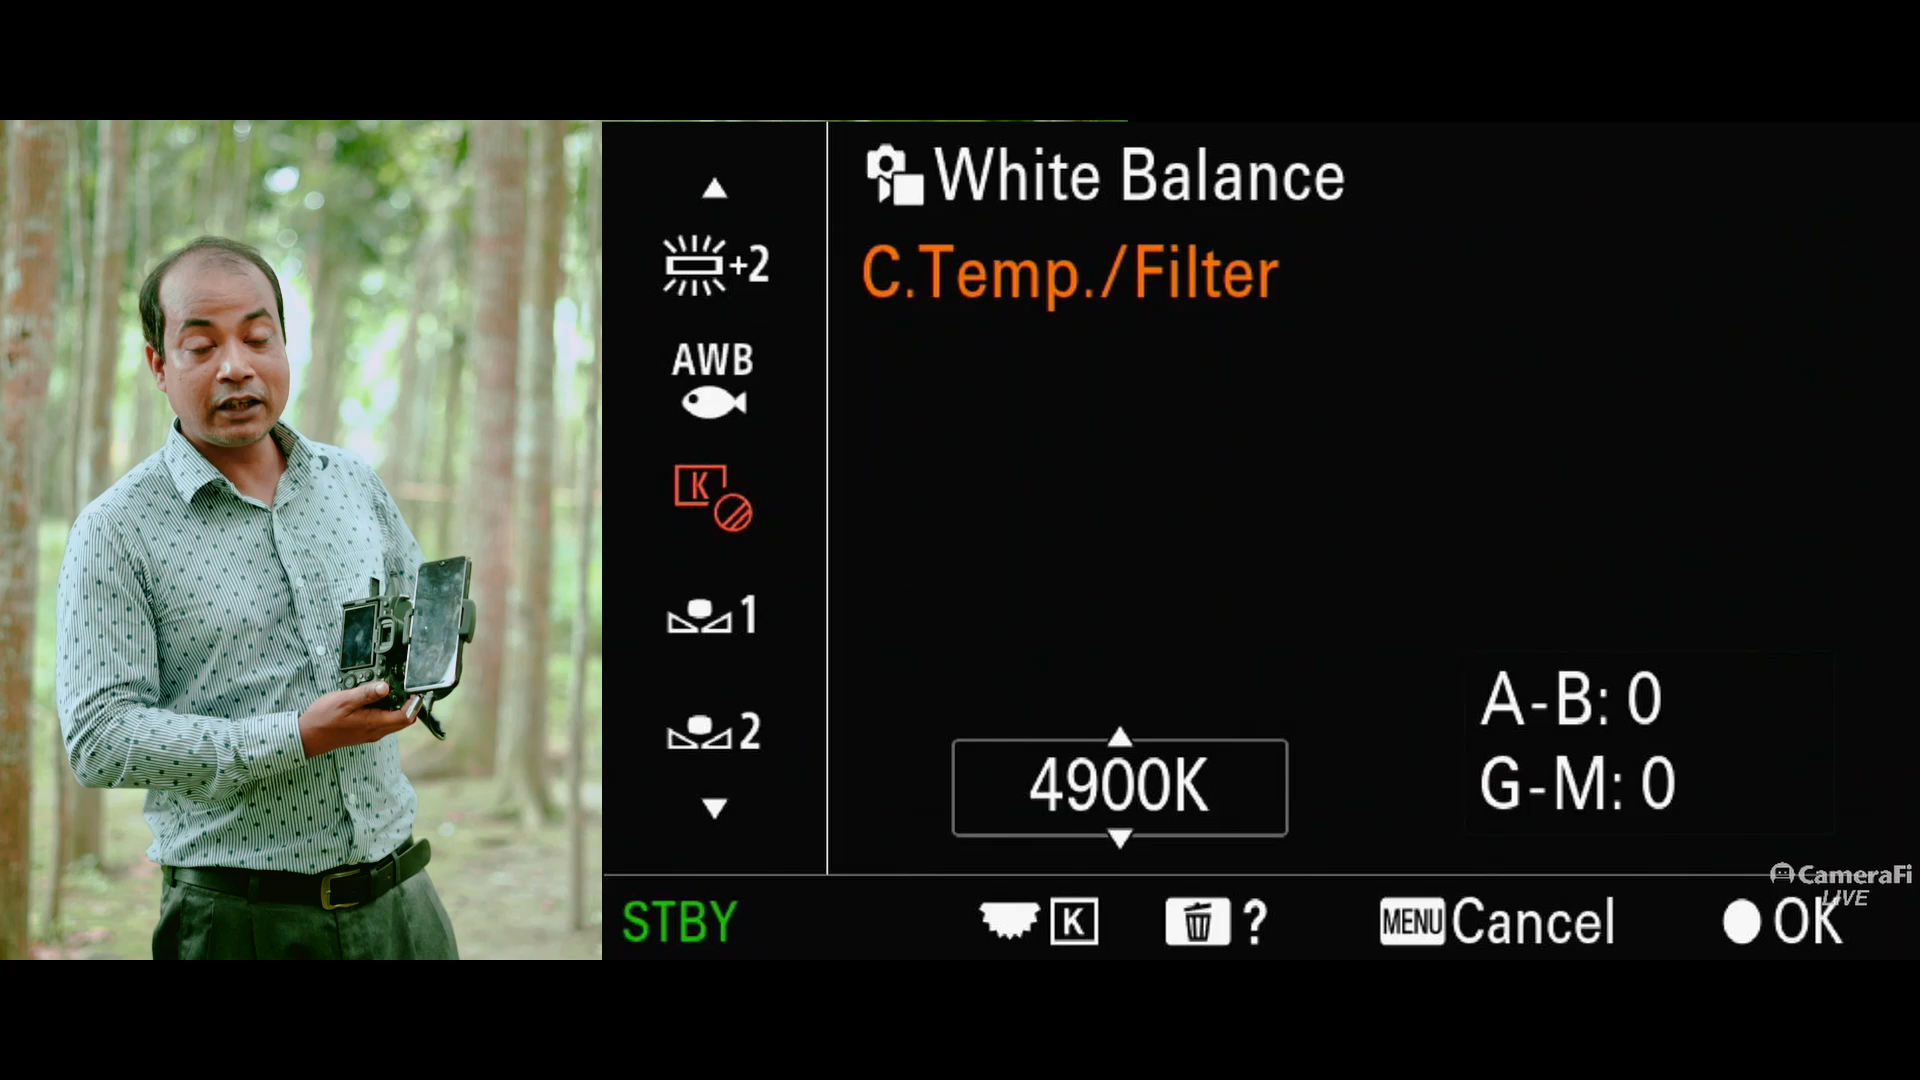 White Balance
C.Temp./Filter
+2
AWB
K
1
2
4900K
A-B: 0
G-M: 0
CameraFi
LIVE
STBY
K
?
MENU Cancel
OK